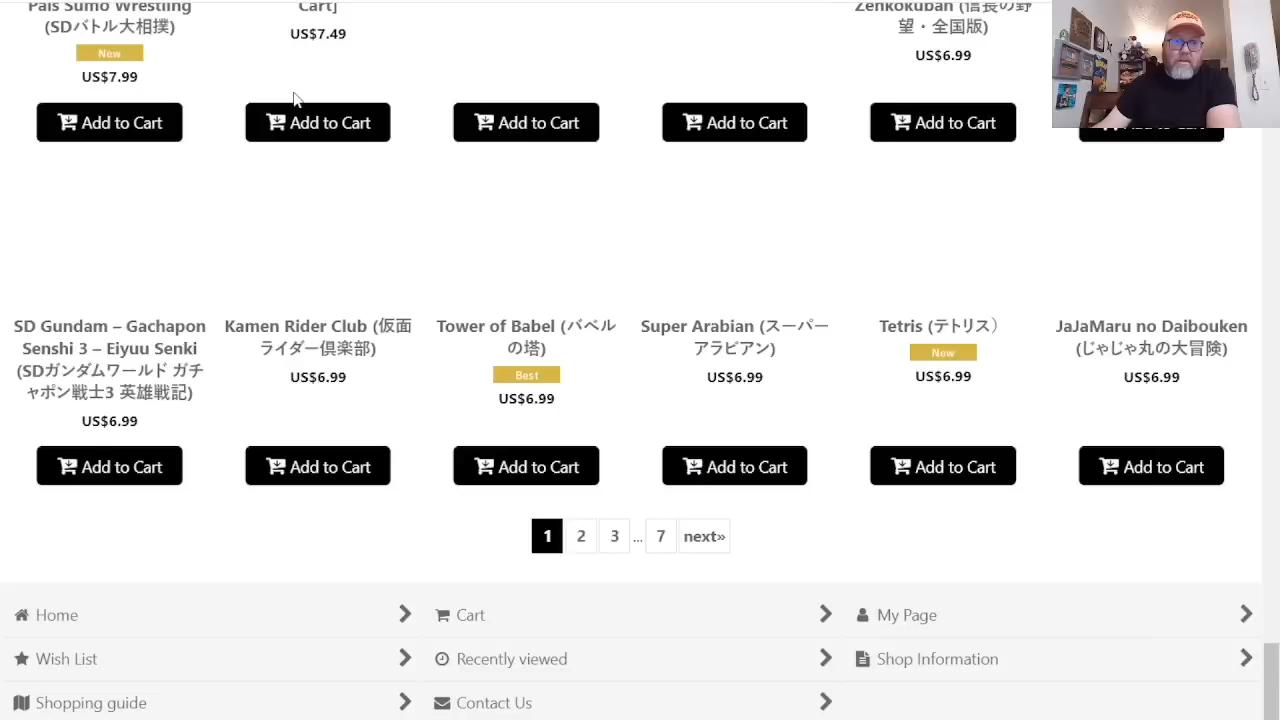 Pals Sumo Wrestling
(SDバトル大相撲)
New
US$7.99
Cart]
US$7.49
Zenkokuban (信長の野
望・全国版)
US$6.99
Add to Cart
Add to Cart
Add to Cart
Add to Cart
Add to Cart
SD Gundam – Gachapon
Senshi 3 – Eiyuu Senki
(SDガンダムワールド ガチ
ャポン戦士3 英雄戦記)
US$6.99
Kamen Rider Club (仮面
ライダー倶楽部)
US$6.99
Tower of Babel (バベル
の塔)
Best
US$6.99
Super Arabian (スーパー
アラビアン)
US$6.99
Tetris (テトリス）
New
US$6.99
JaJaMaru no Daibouken
(じゃじゃ丸の大冒険)
US$6.99
Add to Cart
Add to Cart
Add to Cart
Add to Cart
Add to Cart
Add to Cart
1 2 3 ... 7 next»
Home
Cart
My Page
Wish List
Recently viewed
Shop Information
Shopping guide
Contact Us